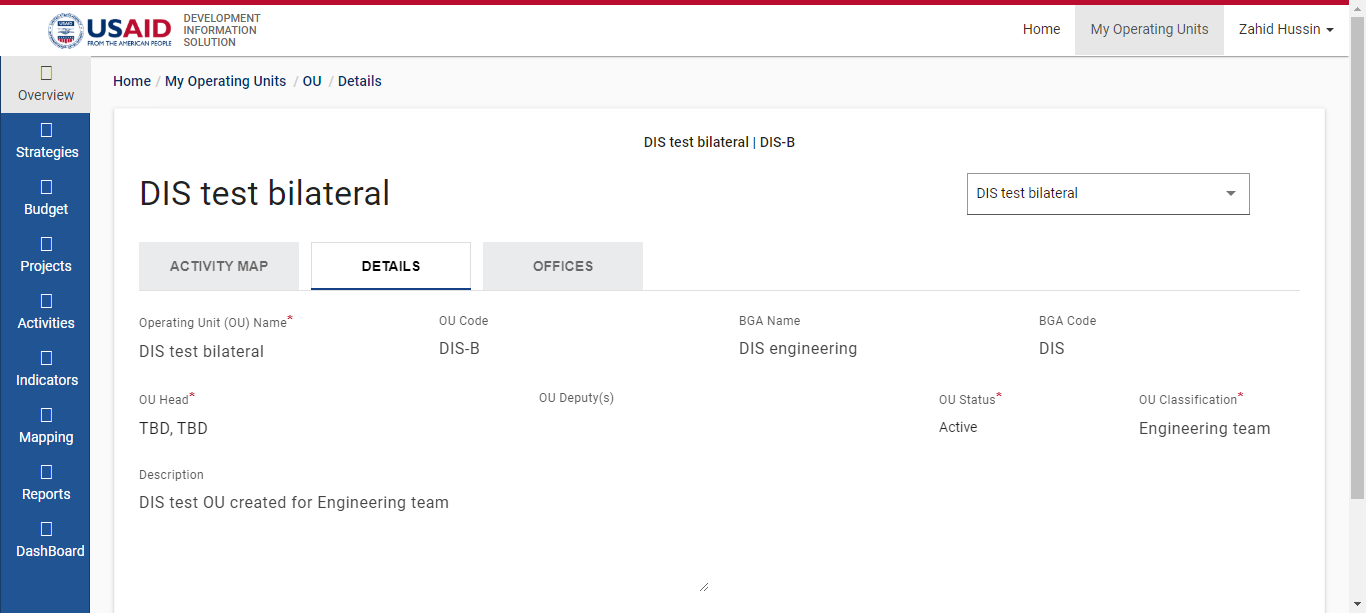 USAID
FROM THE AMERICAN PEOPLE
DEVELOPMENT
INFORMATION
SOLUTION
Home
My Operating Units
Zahid Hussin
Overview
Strategies
Budget
Projects
Activities
Indicators
Mapping
Reports
DashBoard
Home / My Operating Units / OU / Details
DIS test bilateral | DIS-B
DIS test bilateral
DIS test bilateral
ACTIVITY MAP
DETAILS
OFFICES
Operating Unit (OU) Name*
OU Code
BGA Name
BGA Code
DIS test bilateral
DIS-B
DIS engineering
DIS
OU Head*
OU Deputy(s)
OU Status*
OU Classification*
TBD, TBD
Active
Engineering team
Description
DIS test OU created for Engineering team